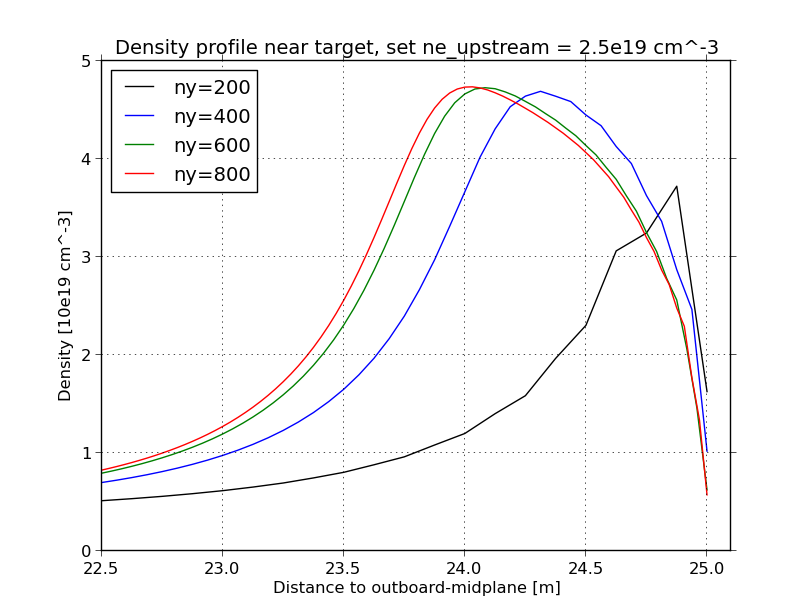 Density profile near target, set ne_upstream = 2.5e19 cm^-3
ny=200
ny=400
ny=600
ny=800
Density [10e19 cm^-3]
5
4
3
2
1
0
22.5 23.0 23.5 24.0 24.5 25.0
Distance to outboard-midplane [m]